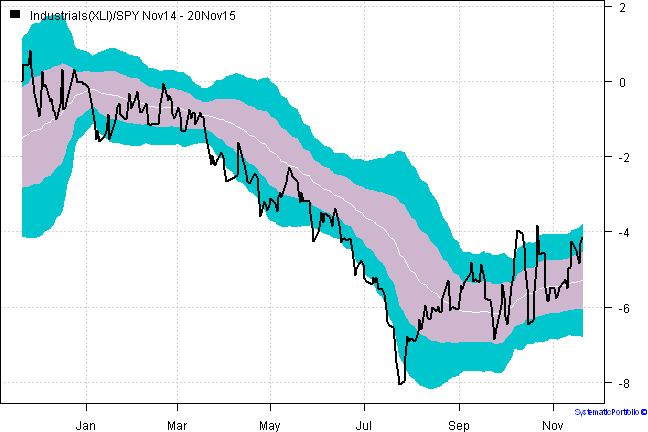 Industrials(XLI)/SPY Nov14 - 20Nov15
2
0
-2
-4
-6
-8
Jan Mar May Jul Sep Nov
SystematicPortfolio ©